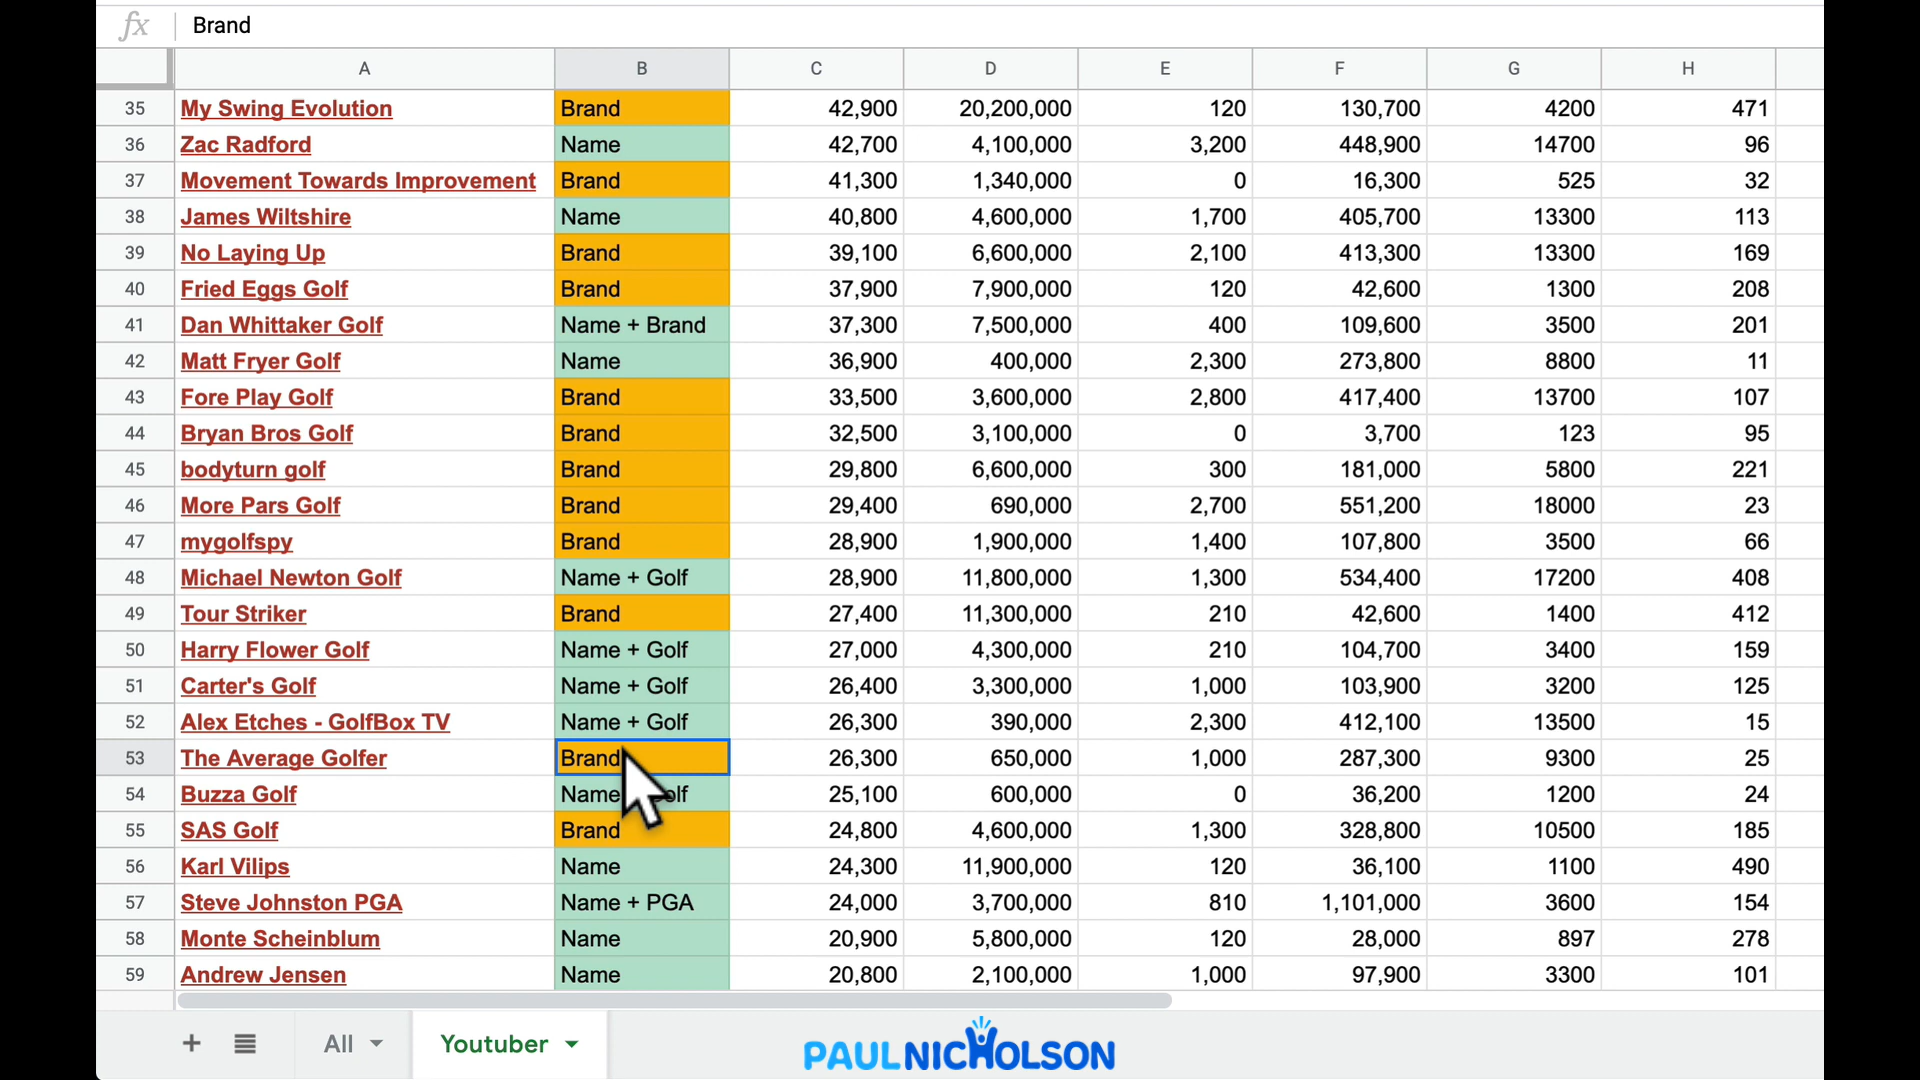 fx Brand
A B C D E F G H
35 My Swing Evolution Brand 42,900 20,200,000 120 130,700 4200 471
36 Zac Radford Name 42,700 4,100,000 3,200 448,900 14700 96
37 Movement Towards Improvement Brand 41,300 1,340,000 0 16,300 525 32
38 James Wiltshire Name 40,800 4,600,000 1,700 405,700 13300 113
39 No Laying Up Brand 39,100 6,600,000 2,100 413,300 13300 169
40 Fried Eggs Golf Brand 37,900 7,900,000 120 42,600 1300 208
41 Dan Whittaker Golf Name + Brand 37,300 7,500,000 400 109,600 3500 201
42 Matt Fryer Golf Name 36,900 400,000 2,300 273,800 8800 11
43 Fore Play Golf Brand 33,500 3,600,000 2,800 417,400 13700 107
44 Bryan Bros Golf Brand 32,500 3,100,000 0 3,700 123 95
45 bodyturn golf Brand 29,800 6,600,000 300 181,000 5800 221
46 More Pars Golf Brand 29,400 690,000 2,700 551,200 18000 23
47 mygolfspy Brand 28,900 1,900,000 1,400 107,800 3500 66
48 Michael Newton Golf Name + Golf 28,900 11,800,000 1,300 534,400 17200 408
49 Tour Striker Brand 27,400 11,300,000 210 42,600 1400 412
50 Harry Flower Golf Name + Golf 27,000 4,300,000 210 104,700 3400 159
51 Carter's Golf Name + Golf 26,400 3,300,000 1,000 103,900 3200 125
52 Alex Etches - GolfBox TV Name + Golf 26,300 390,000 2,300 412,100 13500 15
53 The Average Golfer Brand 26,300 650,000 1,000 287,300 9300 25
54 Buzza Golf Name 25,100 600,000 0 36,200 1200 24
55 SAS Golf Brand 24,800 4,600,000 1,300 328,800 10500 185
56 Karl Vilips Name 24,300 11,900,000 120 36,100 1100 490
57 Steve Johnston PGA Name + PGA 24,000 3,700,000 810 1,101,000 3600 154
58 Monte Scheinblum Name 20,900 5,800,000 120 28,000 897 278
59 Andrew Jensen Name 20,800 2,100,000 1,000 97,900 3300 101
+ All Youtuber
PAULNICHOLSON